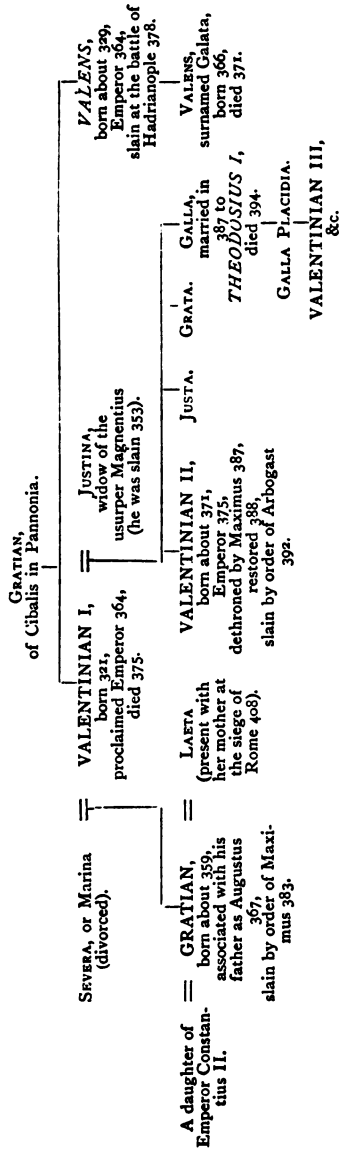 GRATIAN,
of Cibalis in Pannonia.
SEVERA, or Marina
(divorced).
=
VALENTINIAN I,
born 321,
proclaimed Emperor 364,
died 375.
=
JUSTINA,
widow of the
usurper Magnentius
(he was slain 353).
VALENS,
born about 329,
Emperor 364,
slain at the battle of
Hadrianople 378.
A daughter of
Emperor Constan-
tius II.
=
GRATIAN,
born about 359,
associated with his
father as Augustus
367,
slain by order of Maxi-
mus 383.
=
LAETA
(present with
her mother at
the siege of
Rome 408).
VALENTINIAN II,
born about 371,
Emperor 375,
dethroned by Maximus 387,
restored 388,
slain by order of Arbogast
392.
JUSTA.
GRATA.
GALLA,
married in
387 to
THEODOSIUS I,
died 394.
GALLA PLACIDIA.
VALENTINIAN III,
&c.
VALENS,
surnamed Galata,
born 366,
died 371.